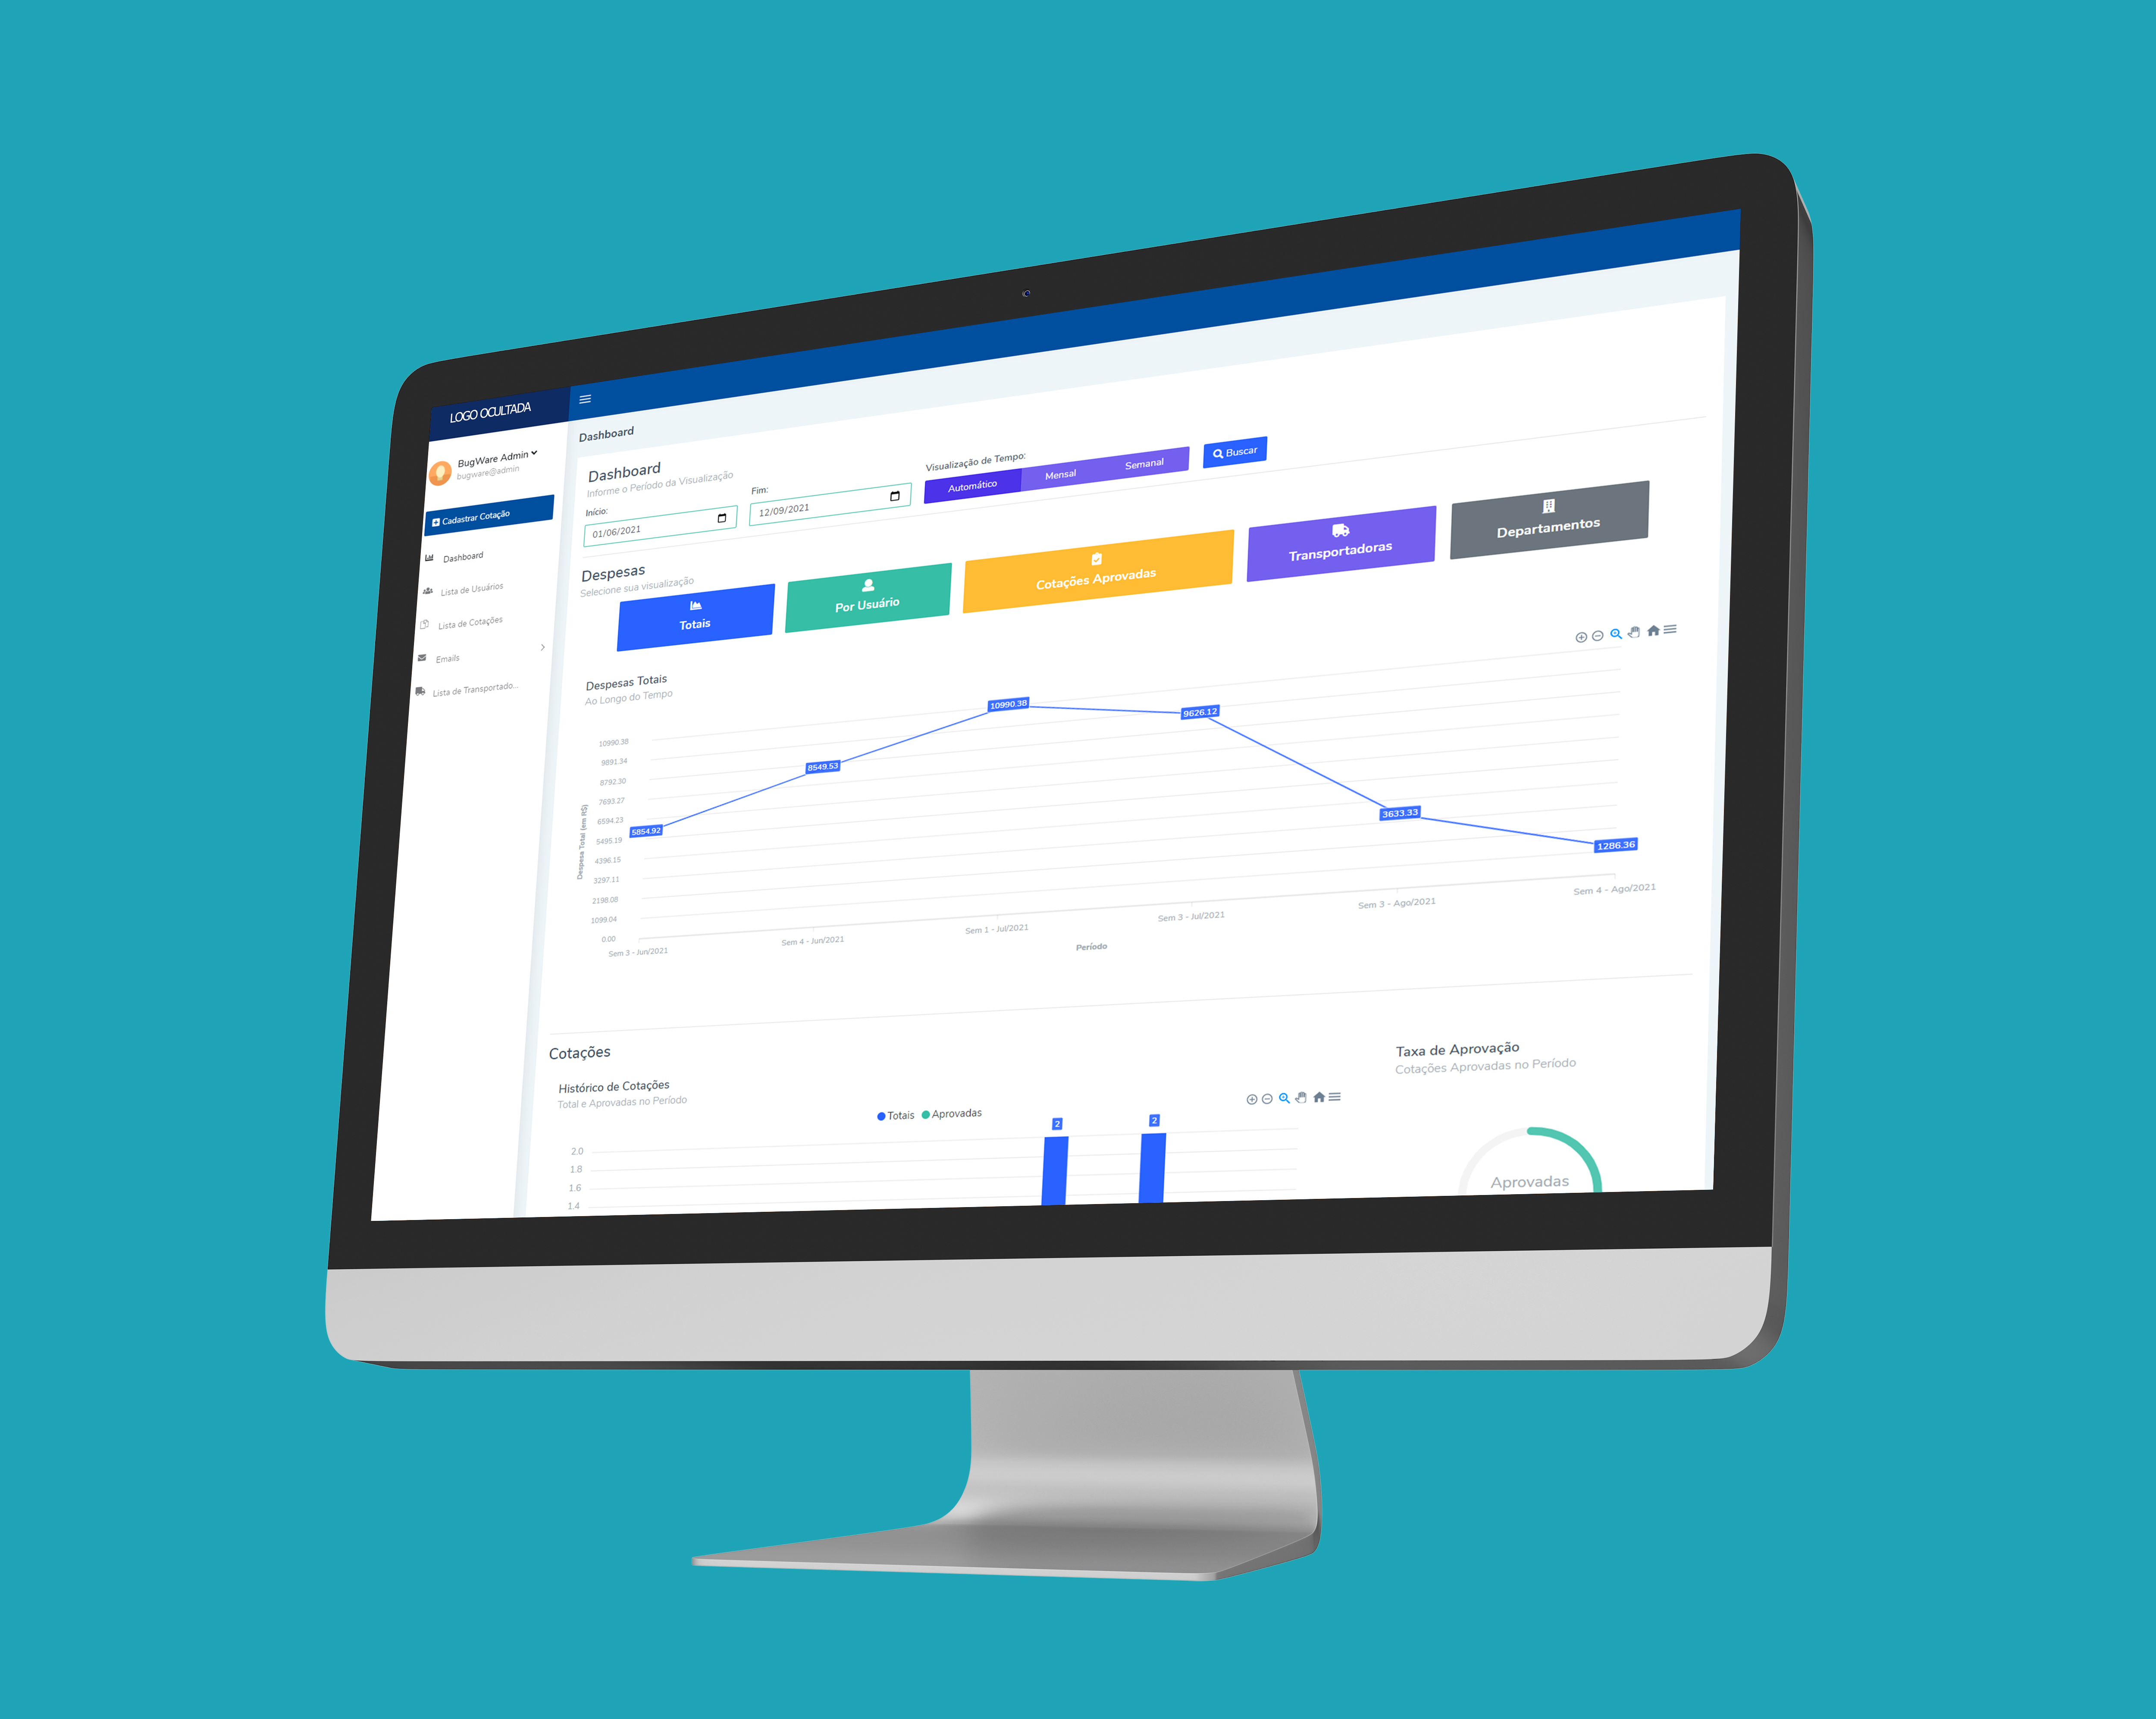 LOGO OCULTADA
BugWare Admin
bugware@admin
Cadastrar Cotação
Dashboard
Lista de Usuários
Lista de Cotações
Emails
Lista de Transportado...
Dashboard
Dashboard
Informe o Período da Visualização
Início:
01/06/2021
Fim:
12/09/2021
Visualização de Tempo:
Automático
Mensal
Semanal
Buscar
Despesas
Selecione sua visualização
Totais
Por Usuário
Cotações Aprovadas
Transportadoras
Departamentos
Despesas Totais
Ao Longo do Tempo
Despesa Total (em R$)
10990.38
9891.34
8792.30
7693.27
6594.23
5495.19
4396.15
3297.11
2198.08
1099.04
0.00
5854.92
8549.53
10990.38
9626.12
3633.33
1286.36
Sem 3 - Jun/2021
Sem 4 - Jun/2021
Sem 1 - Jul/2021
Sem 3 - Jul/2021
Sem 3 - Ago/2021
Sem 4 - Ago/2021
Período
Cotações
Histórico de Cotações
Total e Aprovadas no Período
Totais
Aprovadas
2.0
1.8
1.6
1.4
2
2
Taxa de Aprovação
Cotações Aprovadas no Período
Aprovadas